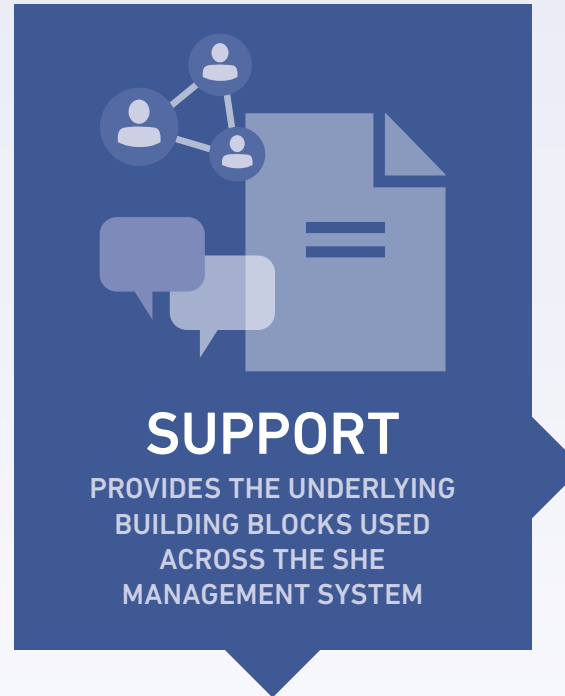 SUPPORT
PROVIDES THE UNDERLYING
BUILDING BLOCKS USED
ACROSS THE SHE
MANAGEMENT SYSTEM